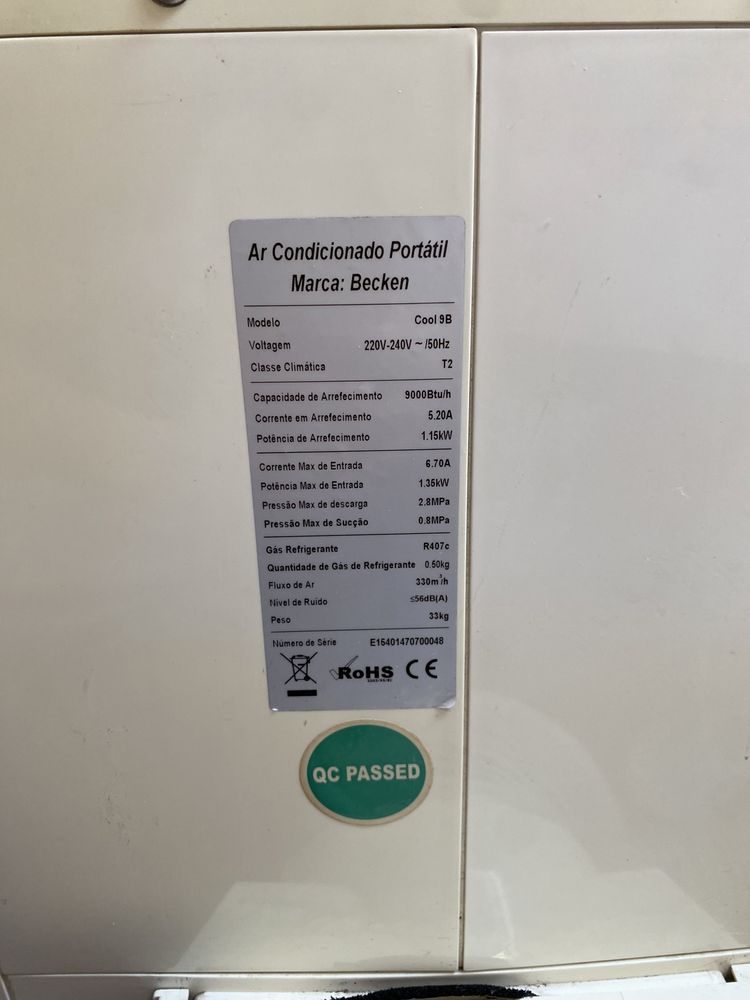 Ar Condicionado Portátil
Marca: Becken
Modelo Cool 9B
Voltagem 220V-240V ~ /50Hz
Classe Climática T2
Capacidade de Arrefecimento 9000Btu/h
Corrente em Arrefecimento 5.20A
Potência de Arrefecimento 1.15kW
Corrente Max de Entrada 6.70A
Potência Max de Entrada 1.35kW
Pressão Max de descarga 2.8MPa
Pressão Max de Sucção 0.8MPa
Gás Refrigerante R407c
Quantidade de Gás de Refrigerante 0.50kg
Fluxo de Ar 330m³/h
Nível de Ruido ≤56dB(A)
Peso 33kg
Número de Série E16401470700048
RoHS CE
QC PASSED